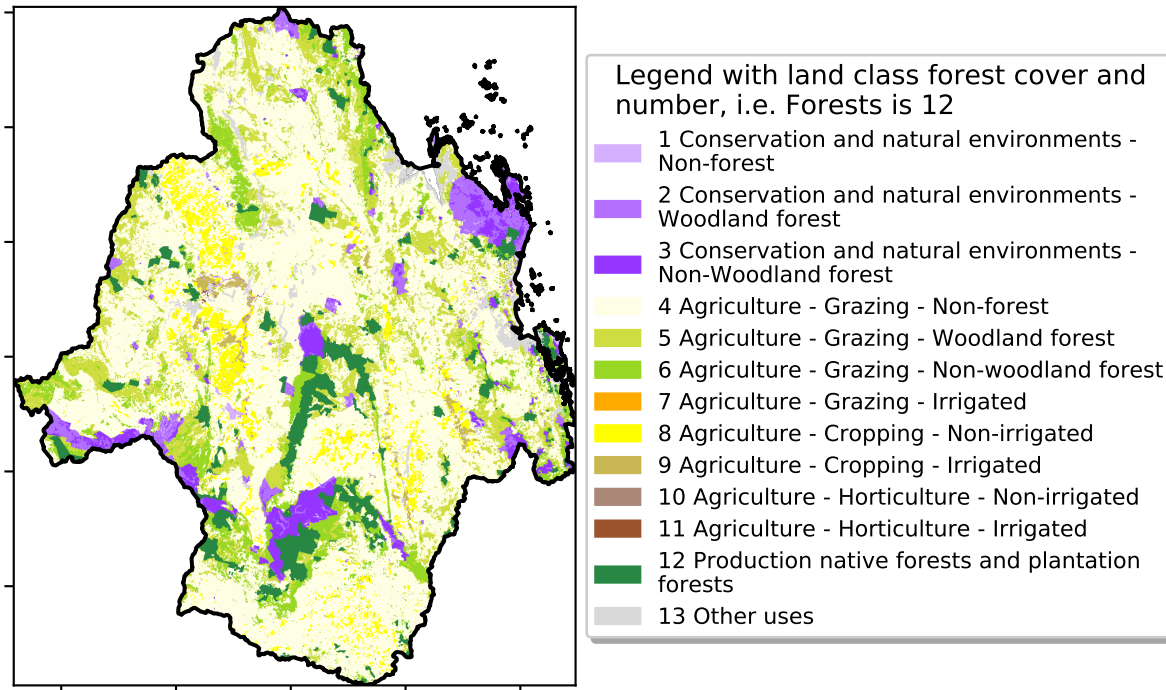 Legend with land class forest cover and
number, i.e. Forests is 12
1 Conservation and natural environments -
Non-forest
2 Conservation and natural environments -
Woodland forest
3 Conservation and natural environments -
Non-Woodland forest
4 Agriculture - Grazing - Non-forest
5 Agriculture - Grazing - Woodland forest
6 Agriculture - Grazing - Non-woodland forest
7 Agriculture - Grazing - Irrigated
8 Agriculture - Cropping - Non-irrigated
9 Agriculture - Cropping - Irrigated
10 Agriculture - Horticulture - Non-irrigated
11 Agriculture - Horticulture - Irrigated
12 Production native forests and plantation
forests
13 Other uses